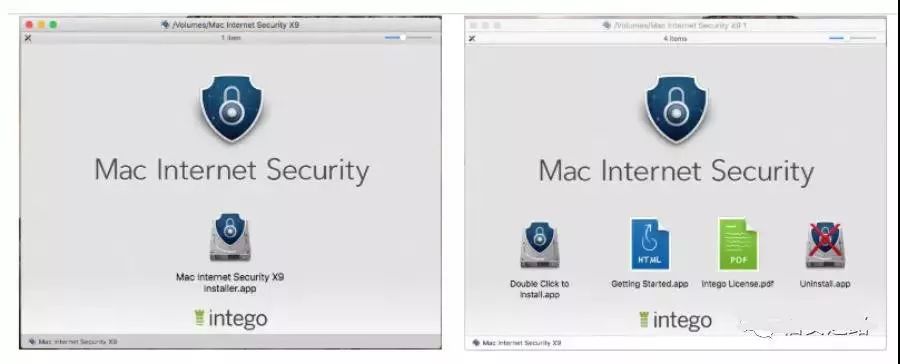 /Volumes/Mac Internet Security X9
1 item
Mac Internet Security
Mac Internet Security X9
Installer.app
intego
Mac Internet Security X9
/Volumes/Mac Internet Security X9 1
4 items
Mac Internet Security
HTML
PDF
Double Click to
Install.app
Getting Started.app
Intego License.pdf
Uninstall.app
intego
Mac Internet Security X9